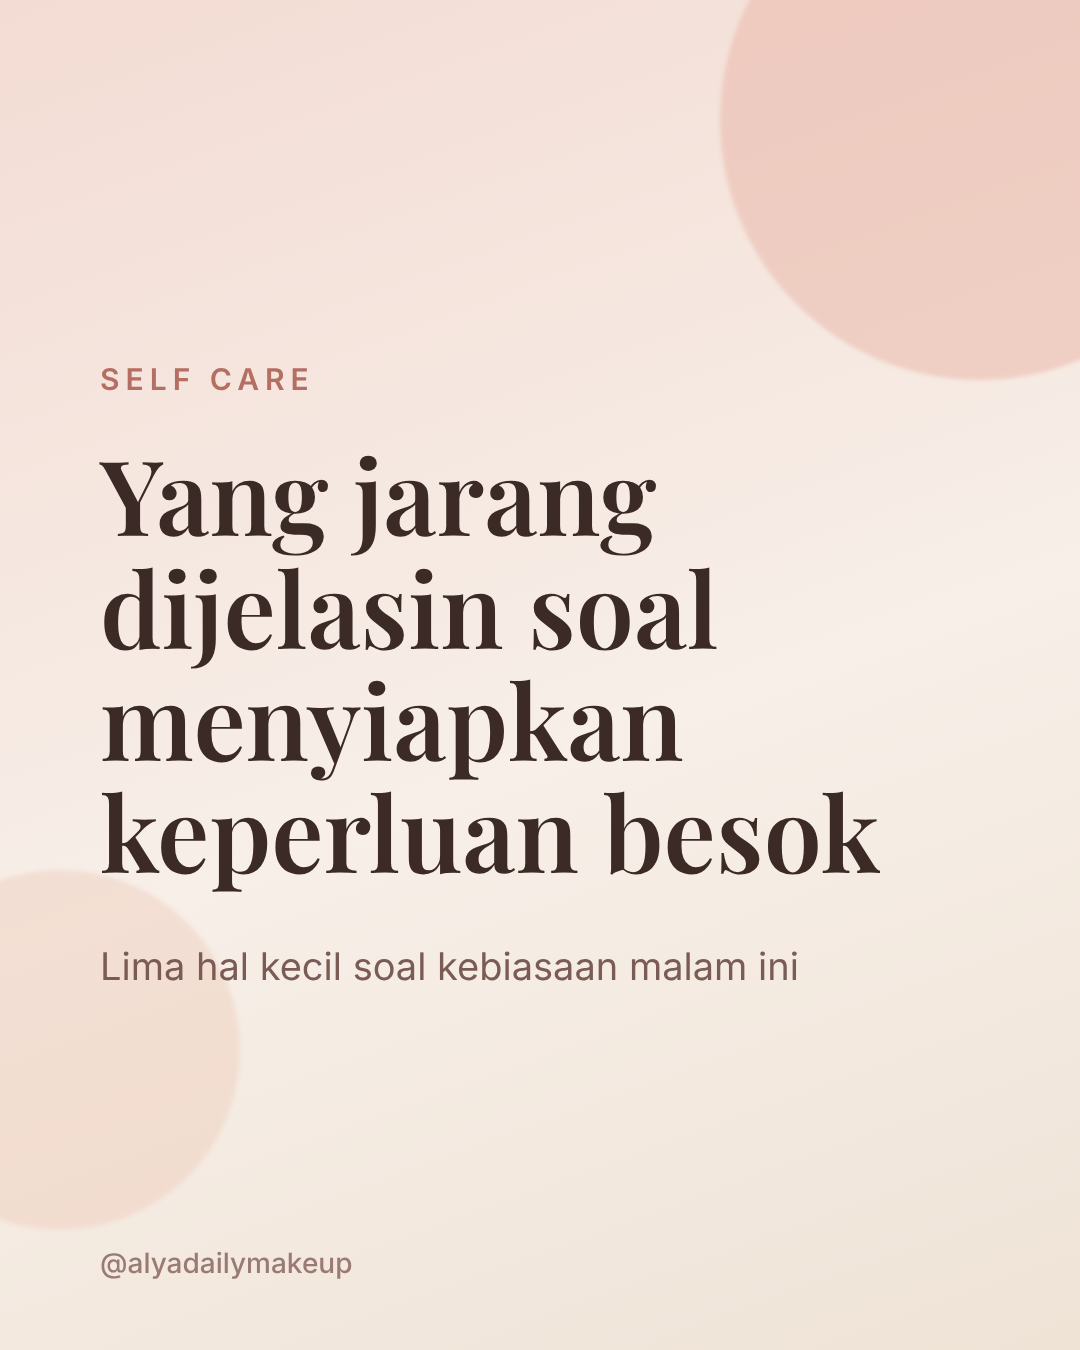 SELF CARE
Yang jarang
dijelasin soal
menyiapkan
keperluan besok
Lima hal kecil soal kebiasaan malam ini
@alyadailymakeup